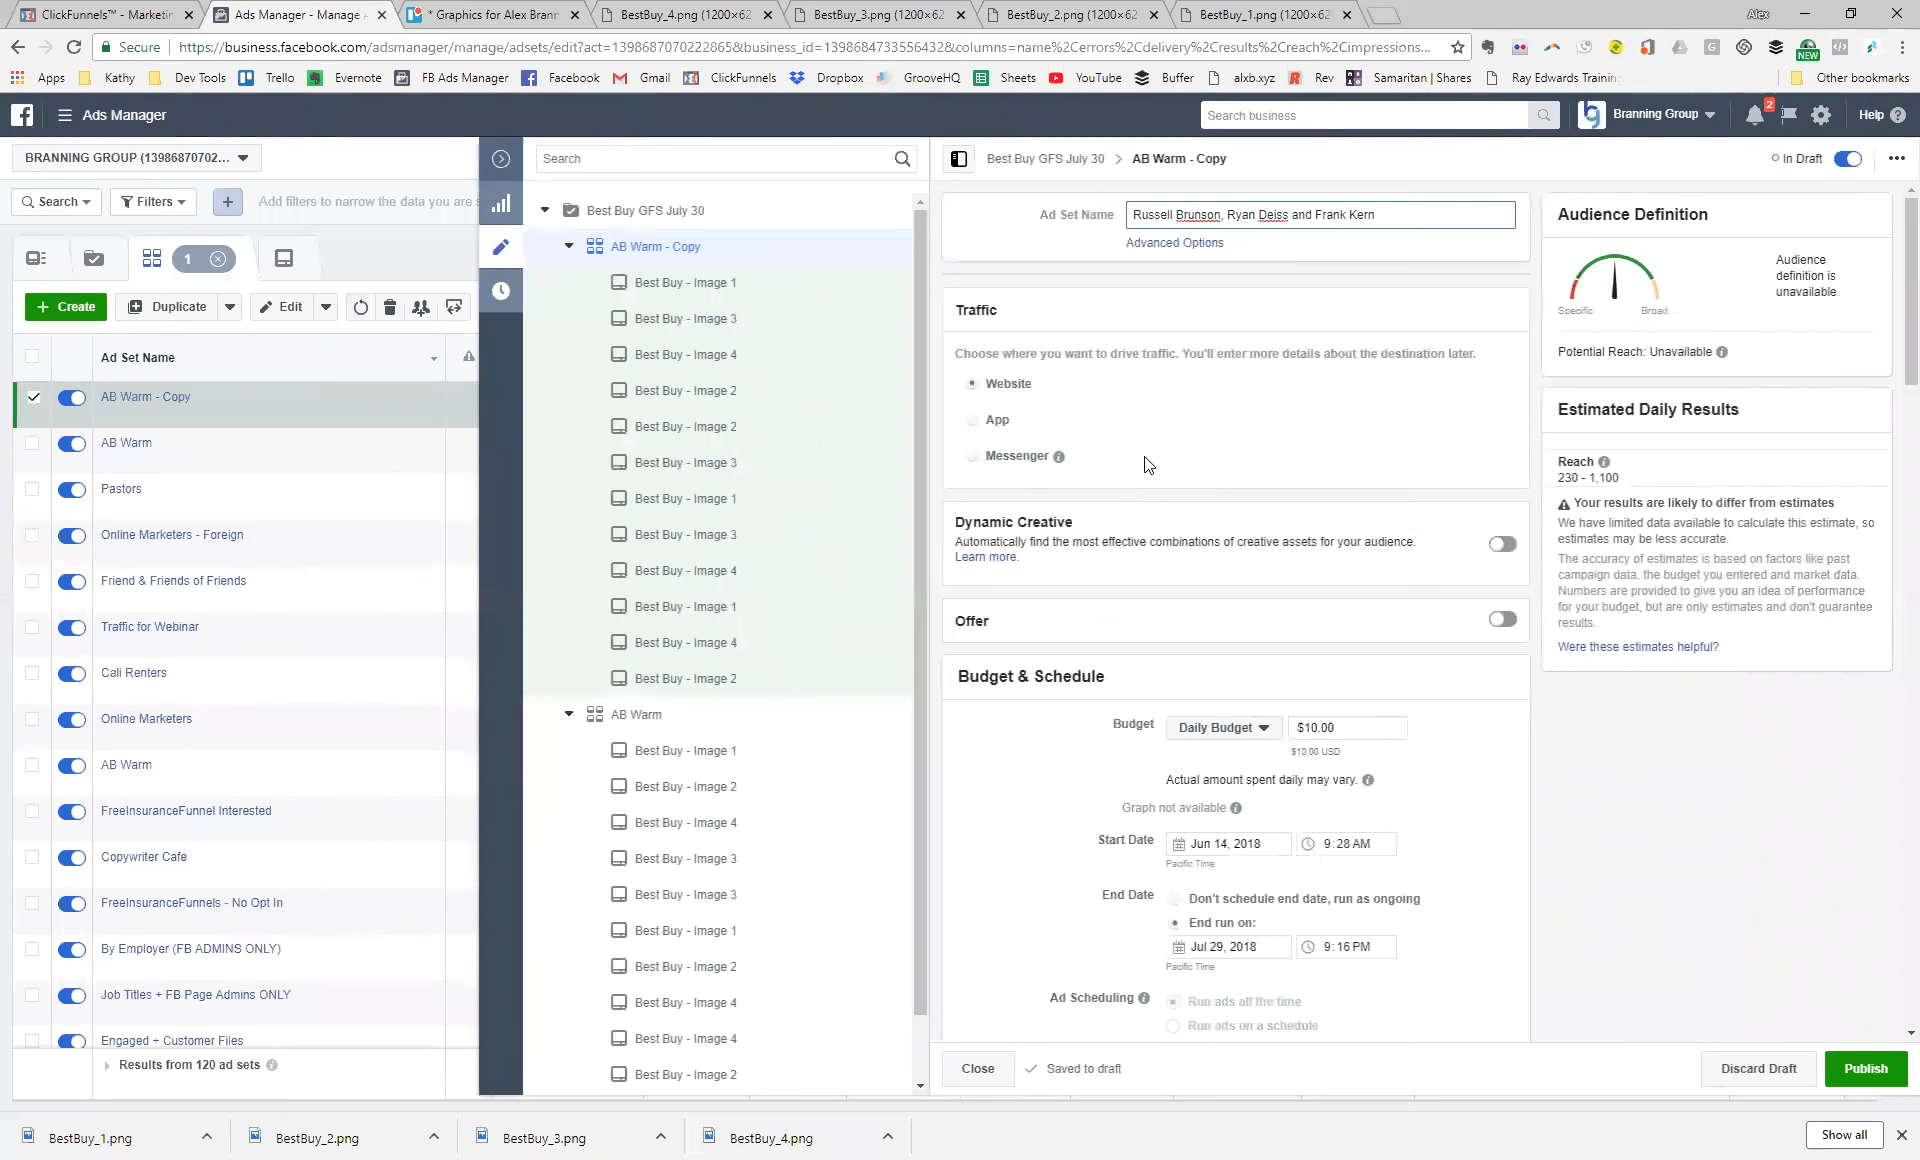 ClickFunnels™ - Marketin
Ads Manager - Manage A
* Graphics for Alex Brann
BestBuy_4.png (1200×62
BestBuy_3.png (1200×62
BestBuy_2.png (1200×62
BestBuy_1.png (1200×62
Alex
Secure
https://business.facebook.com/adsmanager/manage/adsets/edit?act=1398687070222865&business_id=1398684733556432&columns=name%2Cerrors%2Cdelivery%2Cresults%2Creach%2Cimpressions...
NEW
Apps
Kathy
Dev Tools
Trello
Evernote
FB Ads Manager
Facebook
Gmail
ClickFunnels
Dropbox
GrooveHQ
Sheets
YouTube
Buffer
alxb.xyz
Rev
Samaritan | Shares
Ray Edwards Training
Other bookmarks
Ads Manager
Search business
Branning Group
2
Help
BRANNING GROUP (13986870702...
Search
Filters
Add filters to narrow the data you are s
1
Create
Duplicate
Edit
Ad Set Name
AB Warm - Copy
AB Warm
Pastors
Online Marketers - Foreign
Friend & Friends of Friends
Traffic for Webinar
Cali Renters
Online Marketers
AB Warm
FreeInsuranceFunnel Interested
Copywriter Cafe
FreeInsuranceFunnels - No Opt In
By Employer (FB ADMINS ONLY)
Job Titles + FB Page Admins ONLY
Engaged + Customer Files
Results from 120 ad sets
Search
Best Buy GFS July 30
AB Warm - Copy
Best Buy - Image 1
Best Buy - Image 3
Best Buy - Image 4
Best Buy - Image 2
Best Buy - Image 2
Best Buy - Image 3
Best Buy - Image 1
Best Buy - Image 3
Best Buy - Image 4
Best Buy - Image 1
Best Buy - Image 4
Best Buy - Image 2
AB Warm
Best Buy - Image 1
Best Buy - Image 2
Best Buy - Image 4
Best Buy - Image 3
Best Buy - Image 3
Best Buy - Image 1
Best Buy - Image 2
Best Buy - Image 4
Best Buy - Image 4
Best Buy - Image 2
Best Buy GFS July 30 > AB Warm - Copy
In Draft
Ad Set Name
Russell Brunson, Ryan Deiss and Frank Kern
Advanced Options
Traffic
Choose where you want to drive traffic. You'll enter more details about the destination later.
Website
App
Messenger
Dynamic Creative
Automatically find the most effective combinations of creative assets for your audience.
Learn more.
Offer
Budget & Schedule
Budget
Daily Budget
$10.00
$10.00 USD
Actual amount spent daily may vary.
Graph not available
Start Date
Jun 14, 2018
9:28 AM
Pacific Time
End Date
Don't schedule end date, run as ongoing
End run on:
Jul 29, 2018
9:16 PM
Pacific Time
Ad Scheduling
Run ads all the time
Run ads on a schedule
Close
Saved to draft
Discard Draft
Publish
Audience Definition
Specific
Broad
Audience
definition is
unavailable.
Potential Reach: Unavailable
Estimated Daily Results
Reach
230 - 1,100
Your results are likely to differ from estimates
We have limited data available to calculate this estimate, so
estimates may be less accurate.
The accuracy of estimates is based on factors like past
campaign data, the budget you entered and market data.
Numbers are provided to give you an idea of performance
for your budget, but are only estimates and don't guarantee
results.
Were these estimates helpful?
BestBuy_1.png
BestBuy_2.png
BestBuy_3.png
BestBuy_4.png
Show all